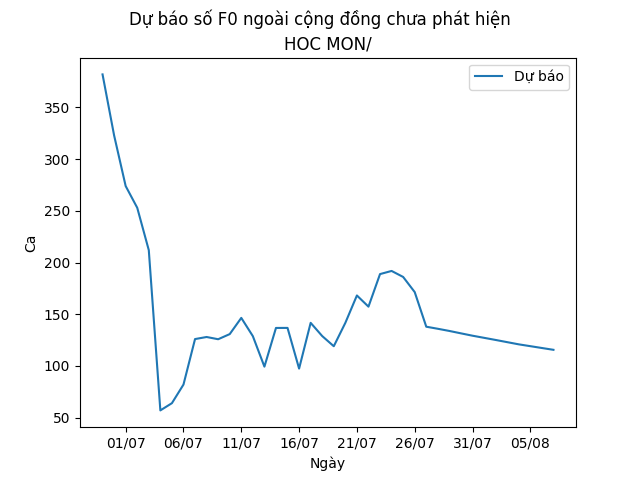 Dự báo số F0 ngoài cộng đồng chưa phát hiện
HOC MON/
Dự báo
Ca
350
300
250
200
150
100
50
01/07 06/07 11/07 16/07 21/07 26/07 31/07 05/08
Ngày